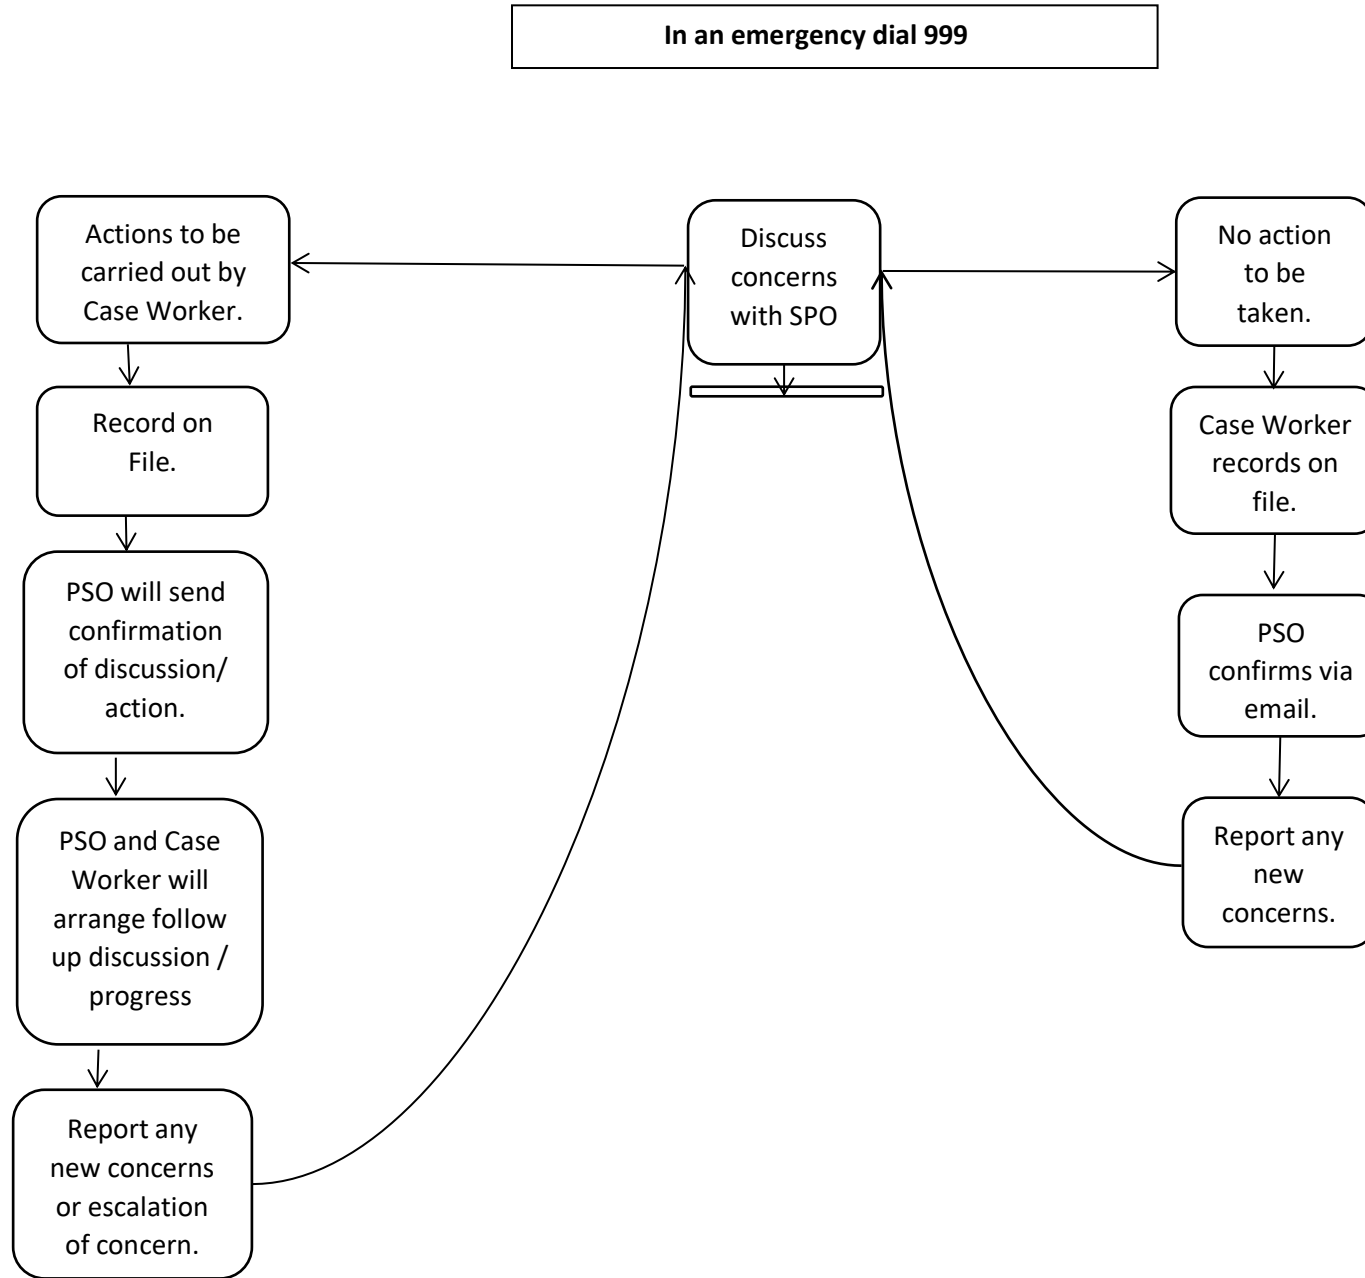 In an emergency dial 999
Actions to be
carried out by
Case Worker.
Record on
File.
PSO will send
confirmation
of discussion/
action.
PSO and Case
Worker will
arrange follow
up discussion /
progress
Report any
new concerns
or escalation
of concern.
Discuss
concerns
with SPO
No action
to be
taken.
Case Worker
records on
file.
PSO
confirms via
email.
Report any
new
concerns.